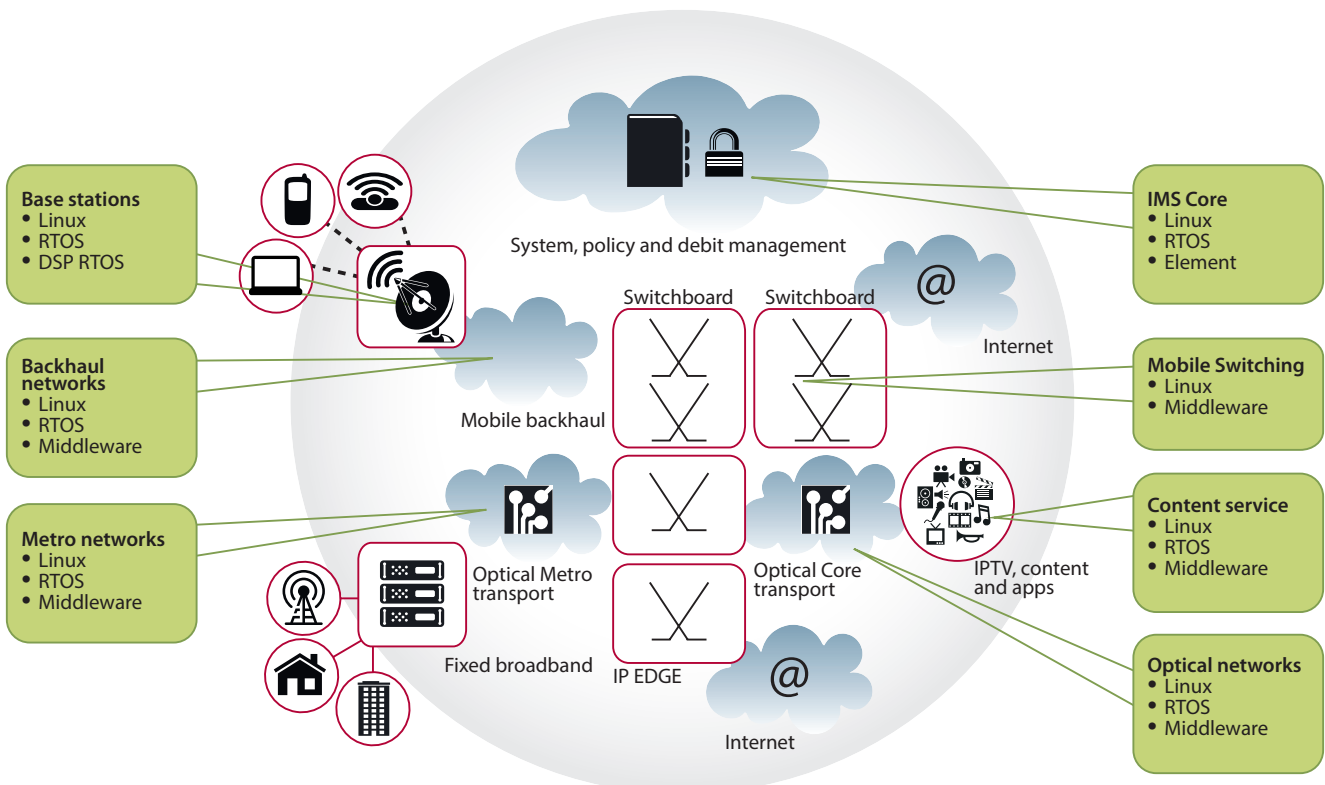 Base stations
• Linux
• RTOS
• DSP RTOS
Backhaul
networks
• Linux
• RTOS
• Middleware
Metro networks
• Linux
• RTOS
• Middleware
System, policy and debit management
@
Internet
Switchboard
Switchboard
Mobile backhaul
Optical Metro
transport
Optical Core
transport
IPTV, content
and apps
Fixed broadband
IP EDGE
@
Internet
IMS Core
• Linux
• RTOS
• Element
Mobile Switching
• Linux
• Middleware
Content service
• Linux
• RTOS
• Middleware
Optical networks
• Linux
• RTOS
• Middleware